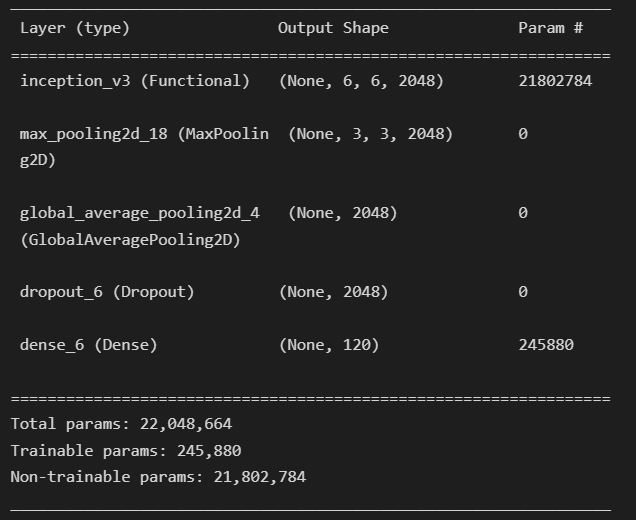 Layer (type) Output Shape Param #
=================================================================
inception_v3 (Functional) (None, 6, 6, 2048) 21802784
max_pooling2d_18 (MaxPoolin (None, 3, 3, 2048) 0
g2D)
global_average_pooling2d_4 (None, 2048) 0
(GlobalAveragePooling2D)
dropout_6 (Dropout) (None, 2048) 0
dense_6 (Dense) (None, 120) 245880
=================================================================
Total params: 22,048,664
Trainable params: 245,880
Non-trainable params: 21,802,784